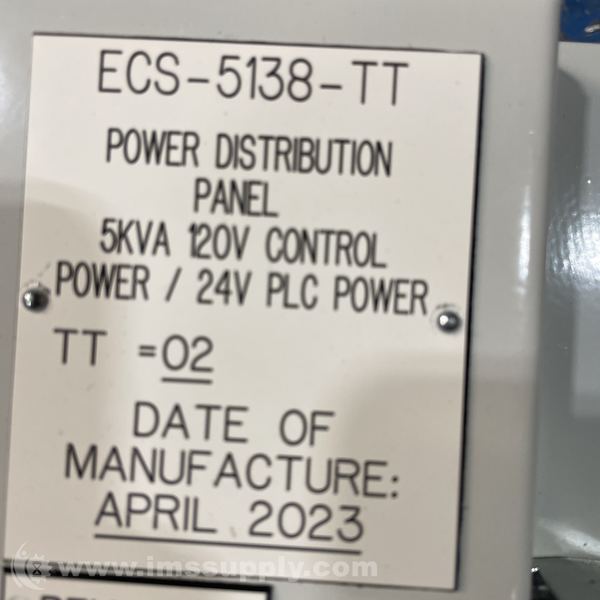 ECS-5138-TT
POWER DISTRIBUTION
PANEL
5KVA 120V CONTROL
POWER / 24V PLC POWER
TT =02
DATE OF
MANUFACTURE:
APRIL 2023
www.imssupply.com